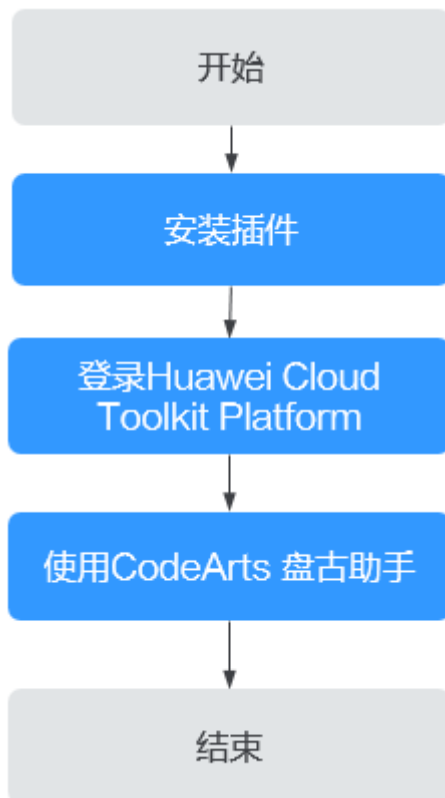 开始
安装插件
登录Huawei Cloud
Toolkit Platform
使用CodeArts 盘古助手
结束